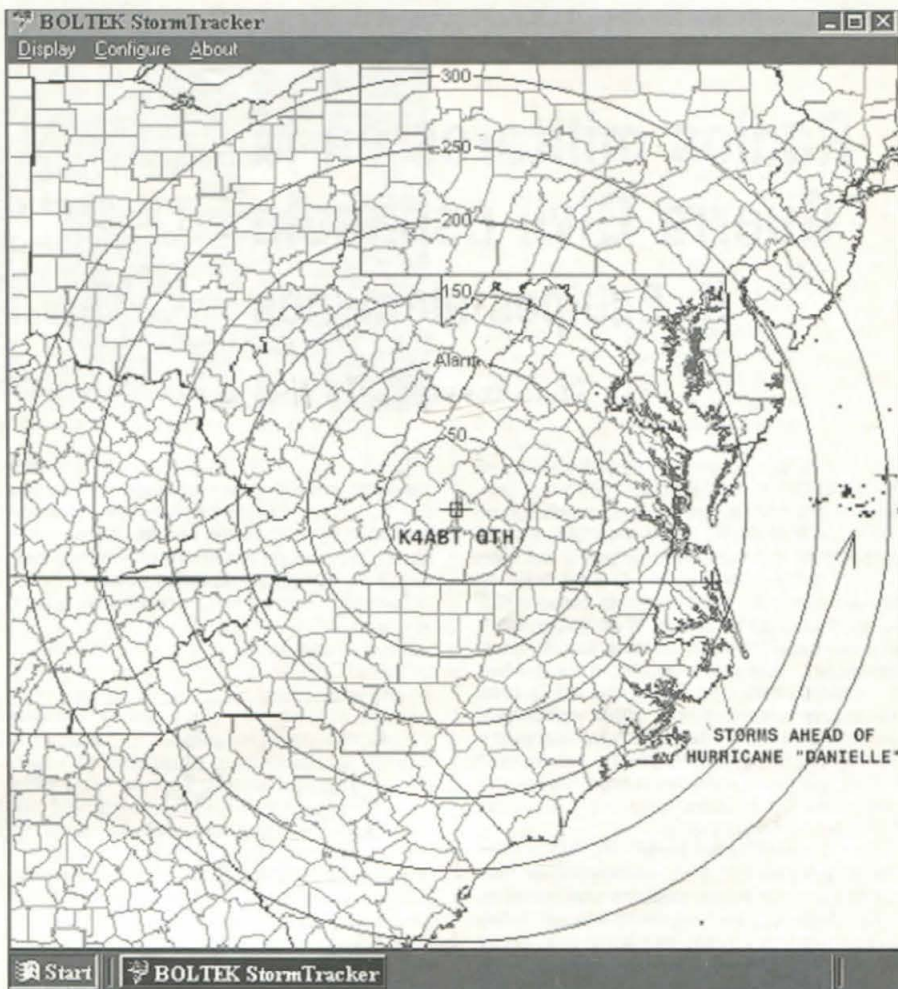 BOLTEK StormTracker
Display Configure About
300
250
200
150
Alarm
50
K4ABT QTH
STORMS AHEAD OF
HURRICANE "DANIELLE"
Start BOLTEK StormTracker